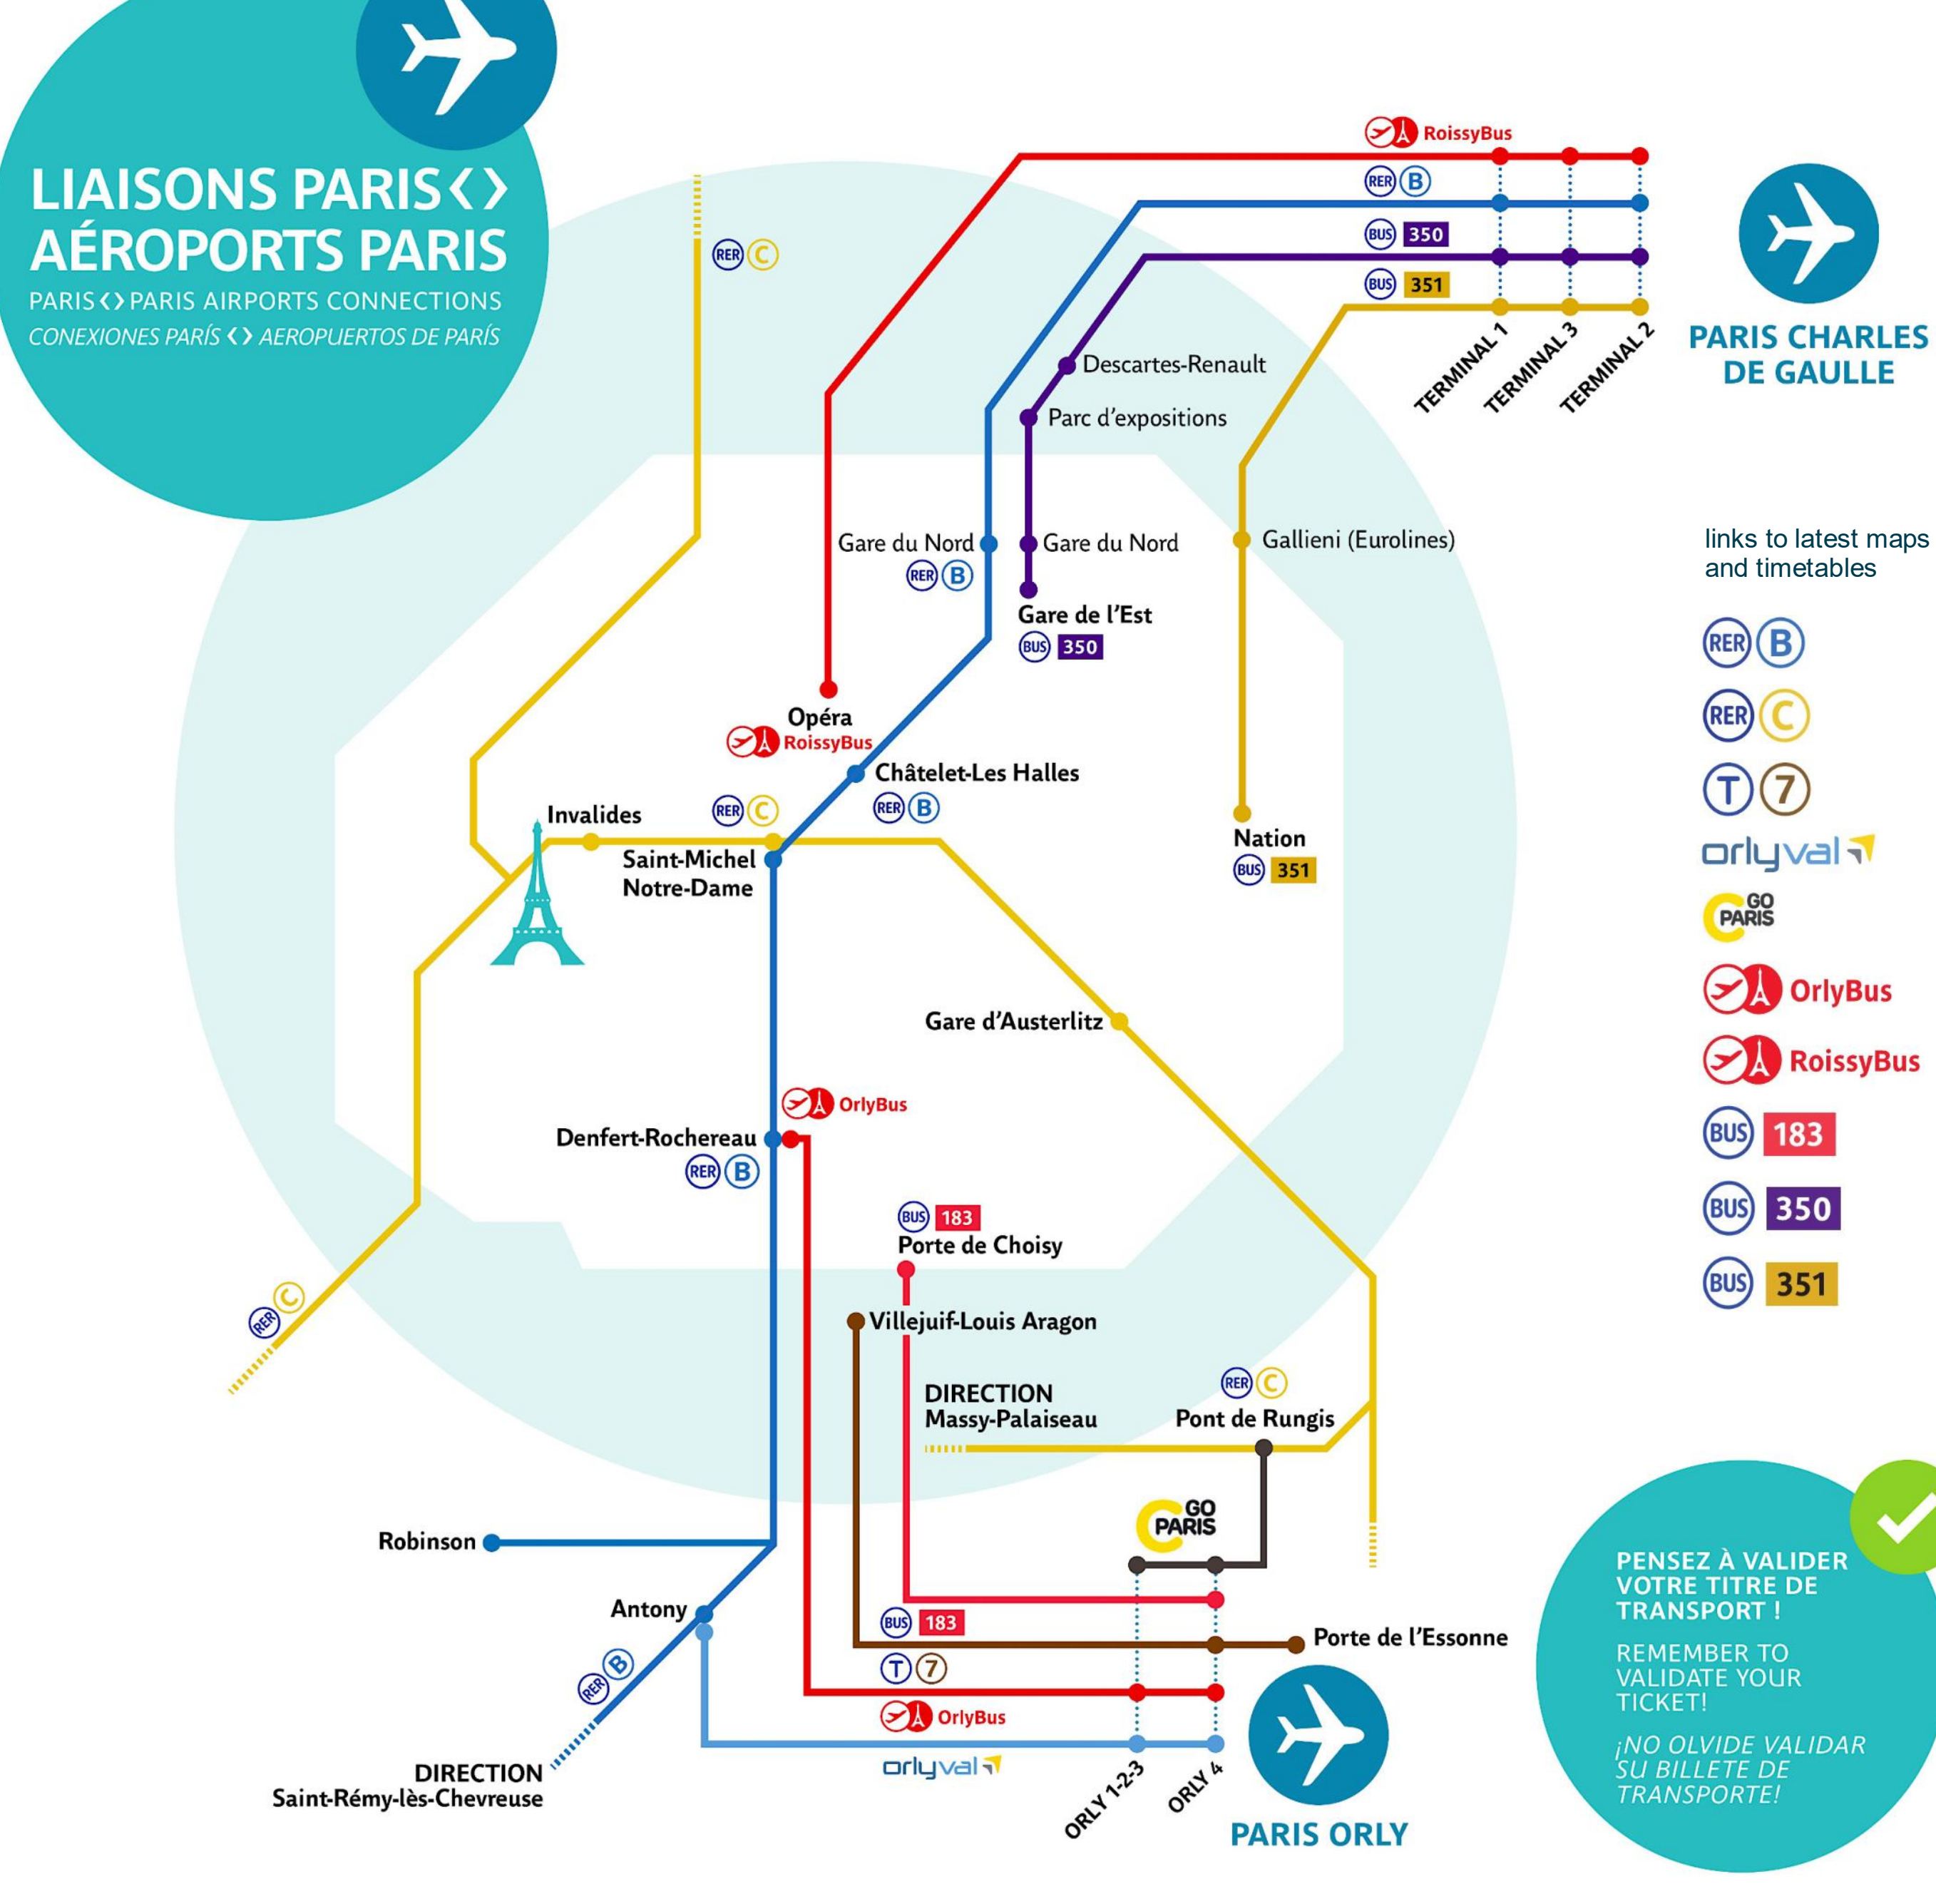 LIAISONS PARIS<>
AÉROPORTS PARIS
PARIS<>PARIS AIRPORTS CONNECTIONS
CONEXIONES PARÍS <> AEROPUERTOS DE PARÍS
RoissyBus
RER B
BUS 350
BUS 351
TERMINAL 1
TERMINAL 3
TERMINAL 2
PARIS CHARLES
DE GAULLE
RER C
Descartes-Renault
Parc d'expositions
Gare du Nord
RER B
Gare du Nord
Gare de l'Est
BUS 350
Gallieni (Eurolines)
Opéra
RoissyBus
Châtelet-Les Halles
RER B
Invalides
RER C
Saint-Michel
Notre-Dame
Nation
BUS 351
Gare d'Austerlitz
OrlyBus
Denfert-Rochereau
RER B
BUS 183
Porte de Choisy
Villejuif-Louis Aragon
RER C
DIRECTION
Massy-Palaiseau
RER C
Pont de Rungis
GO
C PARIS
Robinson
Antony
RER B
DIRECTION
Saint-Rémy-lès-Chevreuse
BUS 183
T 7
OrlyBus
orlyval
Porte de l'Essonne
ORLY 1-2-3
ORLY 4
PARIS ORLY
links to latest maps
and timetables
RER B
RER C
T 7
orlyval
GO
C PARIS
OrlyBus
RoissyBus
BUS 183
BUS 350
BUS 351
PENSEZ À VALIDER
VOTRE TITRE DE
TRANSPORT !
REMEMBER TO
VALIDATE YOUR
TICKET!
¡NO OLVIDE VALIDAR
SU BILLETE DE
TRANSPORTE!